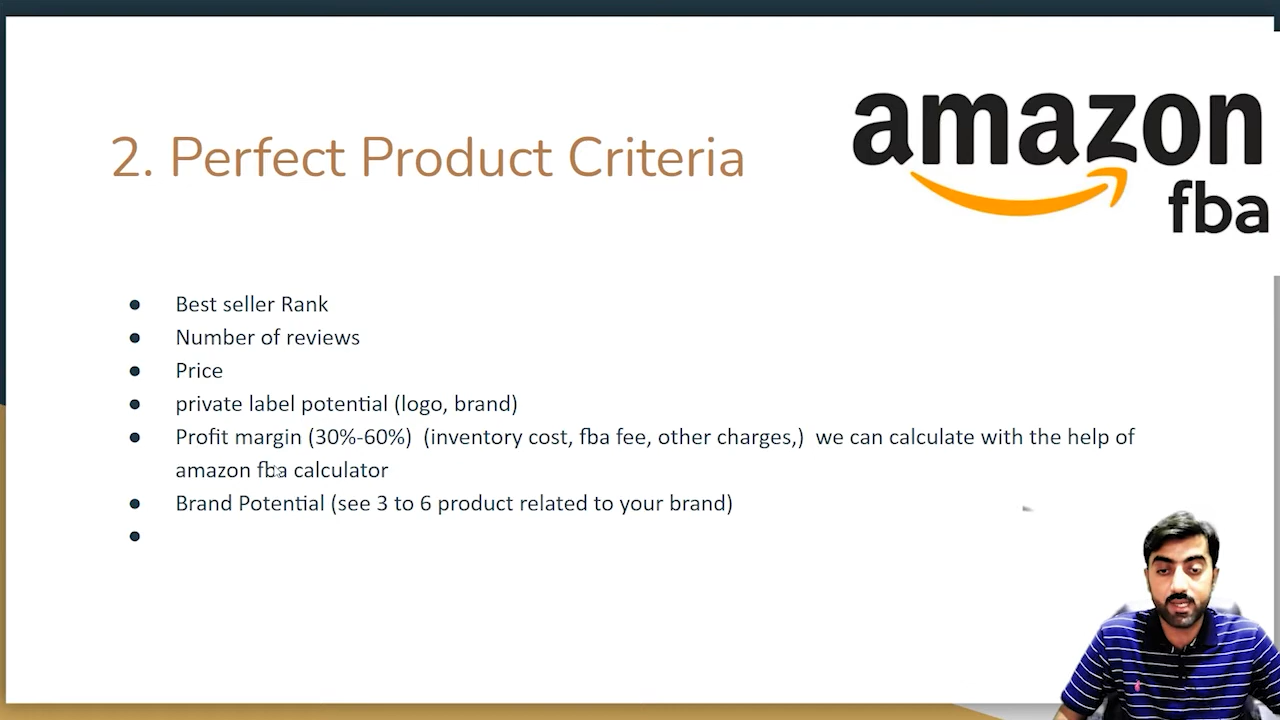 amazon
fba
2. Perfect Product Criteria
● Best seller Rank
● Number of reviews
● Price
● private label potential (logo, brand)
● Profit margin (30%-60%)  (inventory cost, fba fee, other charges,)  we can calculate with the help of
amazon fba calculator
● Brand Potential (see 3 to 6 product related to your brand)
●